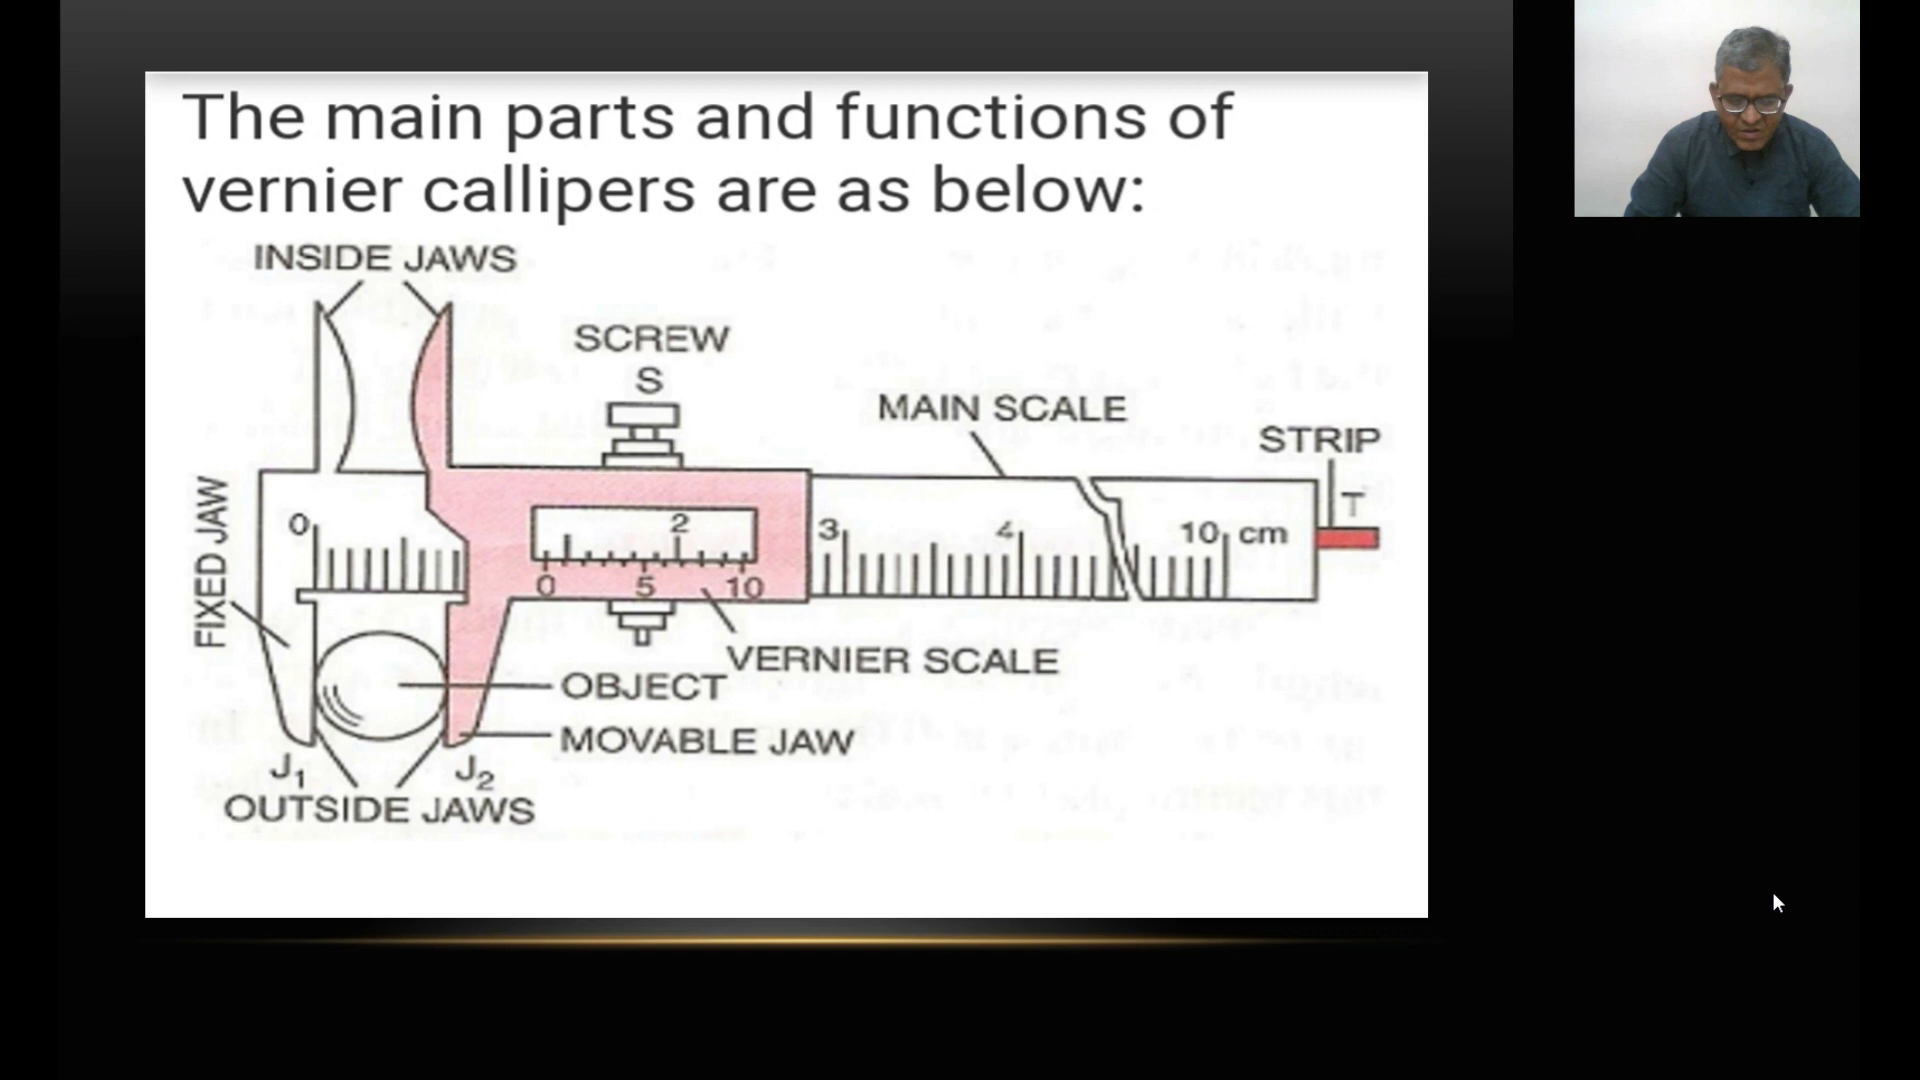 The main parts and functions of
vernier callipers are as below:
INSIDE JAWS
SCREW
S
MAIN SCALE
STRIP
T
FIXED JAW
0
2
3
4
10 cm
0 5 10
VERNIER SCALE
OBJECT
MOVABLE JAW
J1 J2
OUTSIDE JAWS